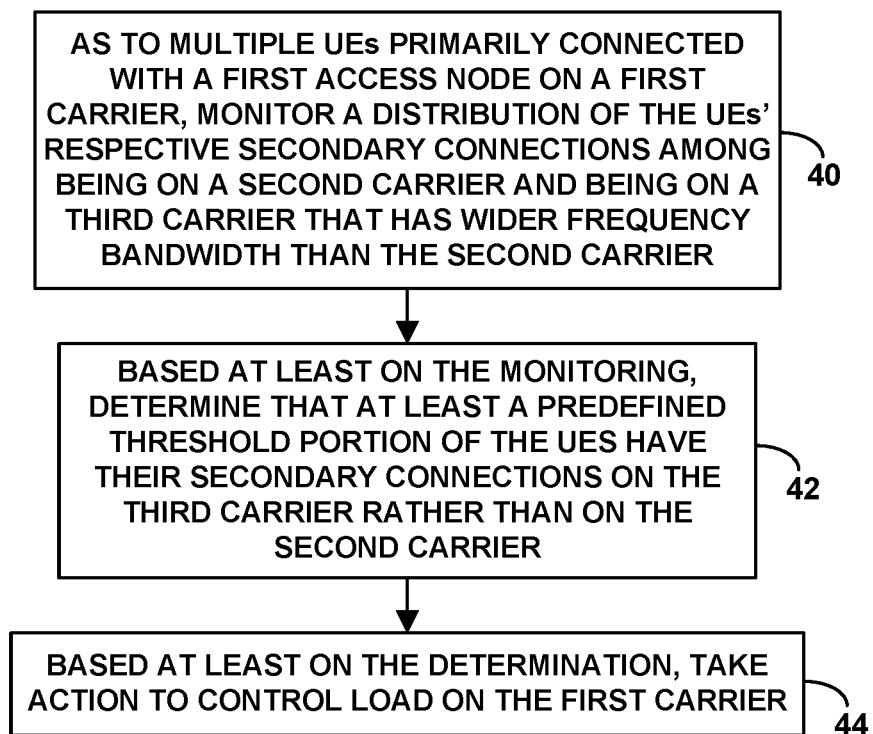 AS TO MULTIPLE UEs PRIMARILY CONNECTED
WITH A FIRST ACCESS NODE ON A FIRST
CARRIER, MONITOR A DISTRIBUTION OF THE UEs'
RESPECTIVE SECONDARY CONNECTIONS AMONG
BEING ON A SECOND CARRIER AND BEING ON A
THIRD CARRIER THAT HAS WIDER FREQUENCY
BANDWIDTH THAN THE SECOND CARRIER
40
BASED AT LEAST ON THE MONITORING,
DETERMINE THAT AT LEAST A PREDEFINED
THRESHOLD PORTION OF THE UES HAVE
THEIR SECONDARY CONNECTIONS ON THE
THIRD CARRIER RATHER THAN ON THE
SECOND CARRIER
42
BASED AT LEAST ON THE DETERMINATION, TAKE
ACTION TO CONTROL LOAD ON THE FIRST CARRIER
44